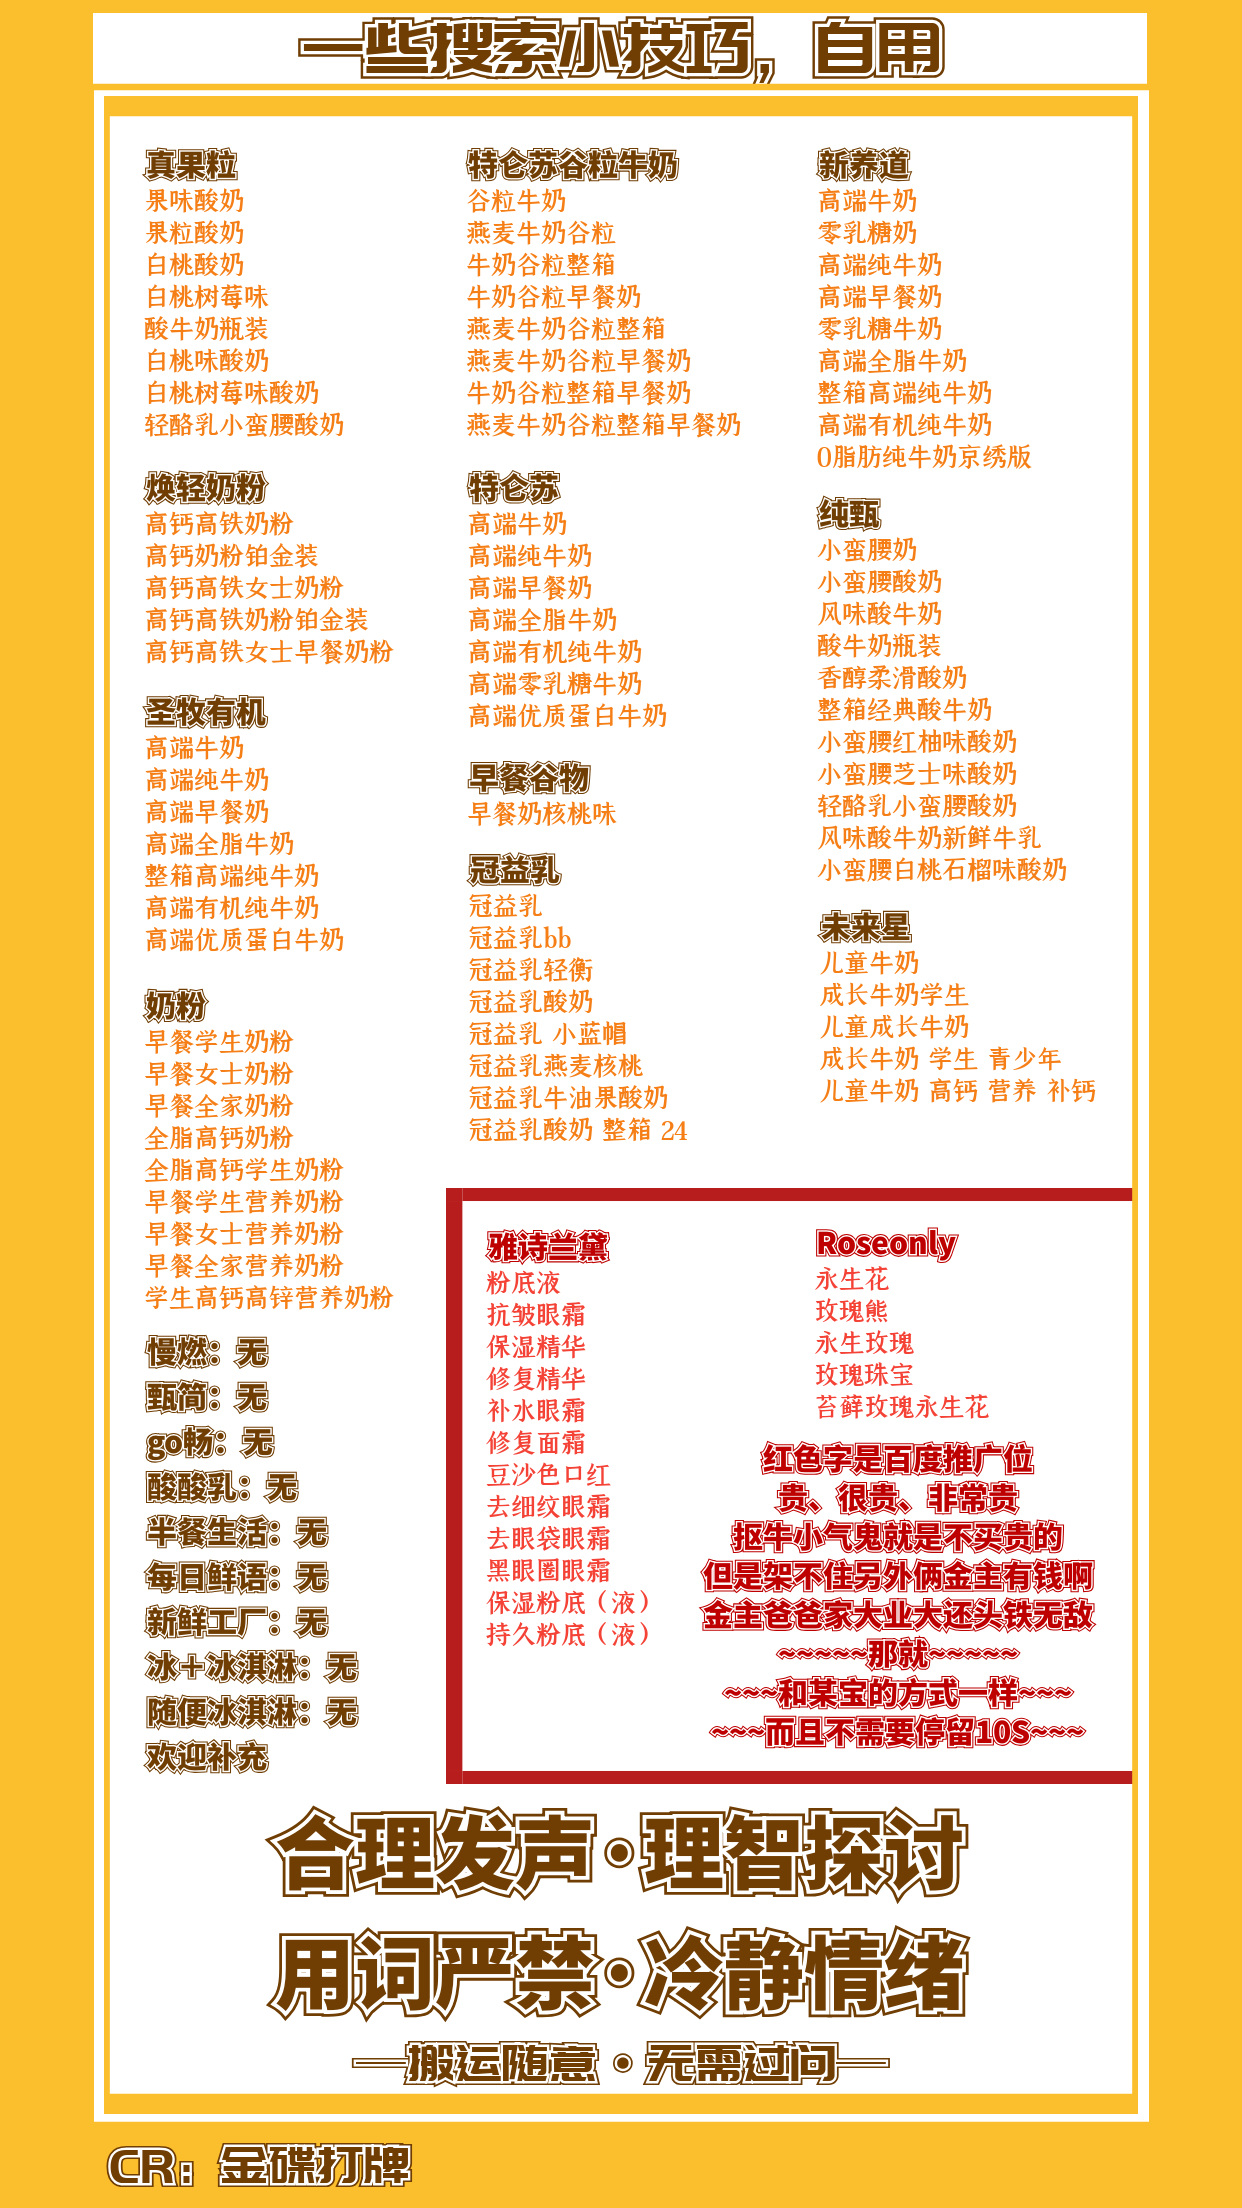 一些搜索小技巧，自用
真果粒
果味酸奶
果粒酸奶
白桃酸奶
白桃树莓味
酸牛奶瓶装
白桃味酸奶
白桃树莓味酸奶
轻酪乳小蛮腰酸奶
焕轻奶粉
高钙高铁奶粉
高钙奶粉铂金装
高钙高铁女士奶粉
高钙高铁奶粉铂金装
高钙高铁女士早餐奶粉
圣牧有机
高端牛奶
高端纯牛奶
高端早餐奶
高端全脂牛奶
整箱高端纯牛奶
高端有机纯牛奶
高端优质蛋白牛奶
奶粉
早餐学生奶粉
早餐女士奶粉
早餐全家奶粉
全脂高钙奶粉
全脂高钙学生奶粉
早餐学生营养奶粉
早餐女士营养奶粉
早餐全家营养奶粉
学生高钙高锌营养奶粉
慢燃：无
甄简：无
go畅：无
酸酸乳：无
半餐生活：无
每日鲜语：无
新鲜工厂：无
冰＋冰淇淋：无
随便冰淇淋：无
欢迎补充
特仑苏谷粒牛奶
谷粒牛奶
燕麦牛奶谷粒
牛奶谷粒整箱
牛奶谷粒早餐奶
燕麦牛奶谷粒整箱
燕麦牛奶谷粒早餐奶
牛奶谷粒整箱早餐奶
燕麦牛奶谷粒整箱早餐奶
特仑苏
高端牛奶
高端纯牛奶
高端早餐奶
高端全脂牛奶
高端有机纯牛奶
高端零乳糖牛奶
高端优质蛋白牛奶
早餐谷物
早餐奶核桃味
冠益乳
冠益乳
冠益乳bb
冠益乳轻衡
冠益乳酸奶
冠益乳 小蓝帽
冠益乳燕麦核桃
冠益乳牛油果酸奶
冠益乳酸奶 整箱 24
新养道
高端牛奶
零乳糖奶
高端纯牛奶
高端早餐奶
零乳糖牛奶
高端全脂牛奶
整箱高端纯牛奶
高端有机纯牛奶
0脂肪纯牛奶京绣版
纯甄
小蛮腰奶
小蛮腰酸奶
风味酸牛奶
酸牛奶瓶装
香醇柔滑酸奶
整箱经典酸牛奶
小蛮腰红柚味酸奶
小蛮腰芝士味酸奶
轻酪乳小蛮腰酸奶
风味酸牛奶新鲜牛乳
小蛮腰白桃石榴味酸奶
未来星
儿童牛奶
成长牛奶学生
儿童成长牛奶
成长牛奶 学生 青少年
儿童牛奶 高钙 营养 补钙
雅诗兰黛
粉底液
抗皱眼霜
保湿精华
修复精华
补水眼霜
修复面霜
豆沙色口红
去细纹眼霜
去眼袋眼霜
黑眼圈眼霜
保湿粉底（液）
持久粉底（液）
Roseonly
永生花
玫瑰熊
永生玫瑰
玫瑰珠宝
苔藓玫瑰永生花
红色字是百度推广位
贵、很贵、非常贵
抠牛小气鬼就是不买贵的
但是架不住另外俩金主有钱啊
金主爸爸家大业大还头铁无敌
~~~~~那就~~~~~
~~~和某宝的方式一样~~~
~~~而且不需要停留10S~~~
合理发声·理智探讨
用词严禁·冷静情绪
——搬运随意·无需过问——
CR：金碟打牌